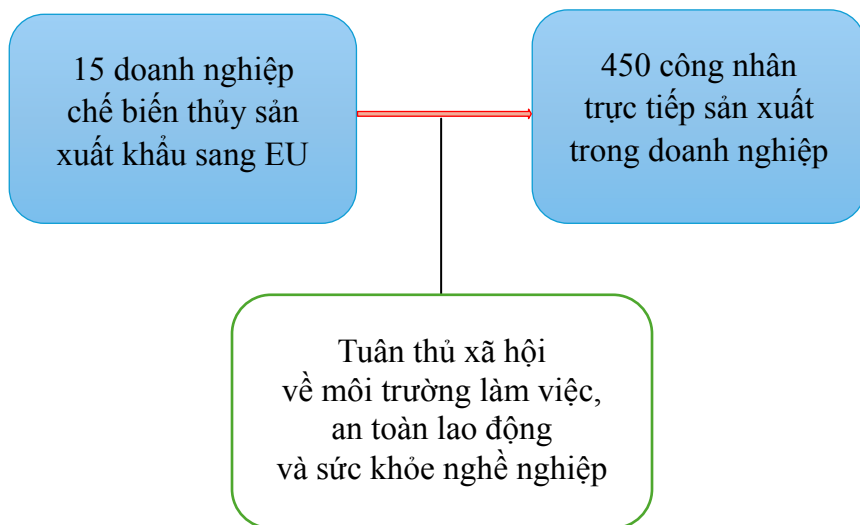 15 doanh nghiệp
chế biến thủy sản
xuất khẩu sang EU
450 công nhân
trực tiếp sản xuất
trong doanh nghiệp
Tuân thủ xã hội
về môi trường làm việc,
an toàn lao động
và sức khỏe nghề nghiệp